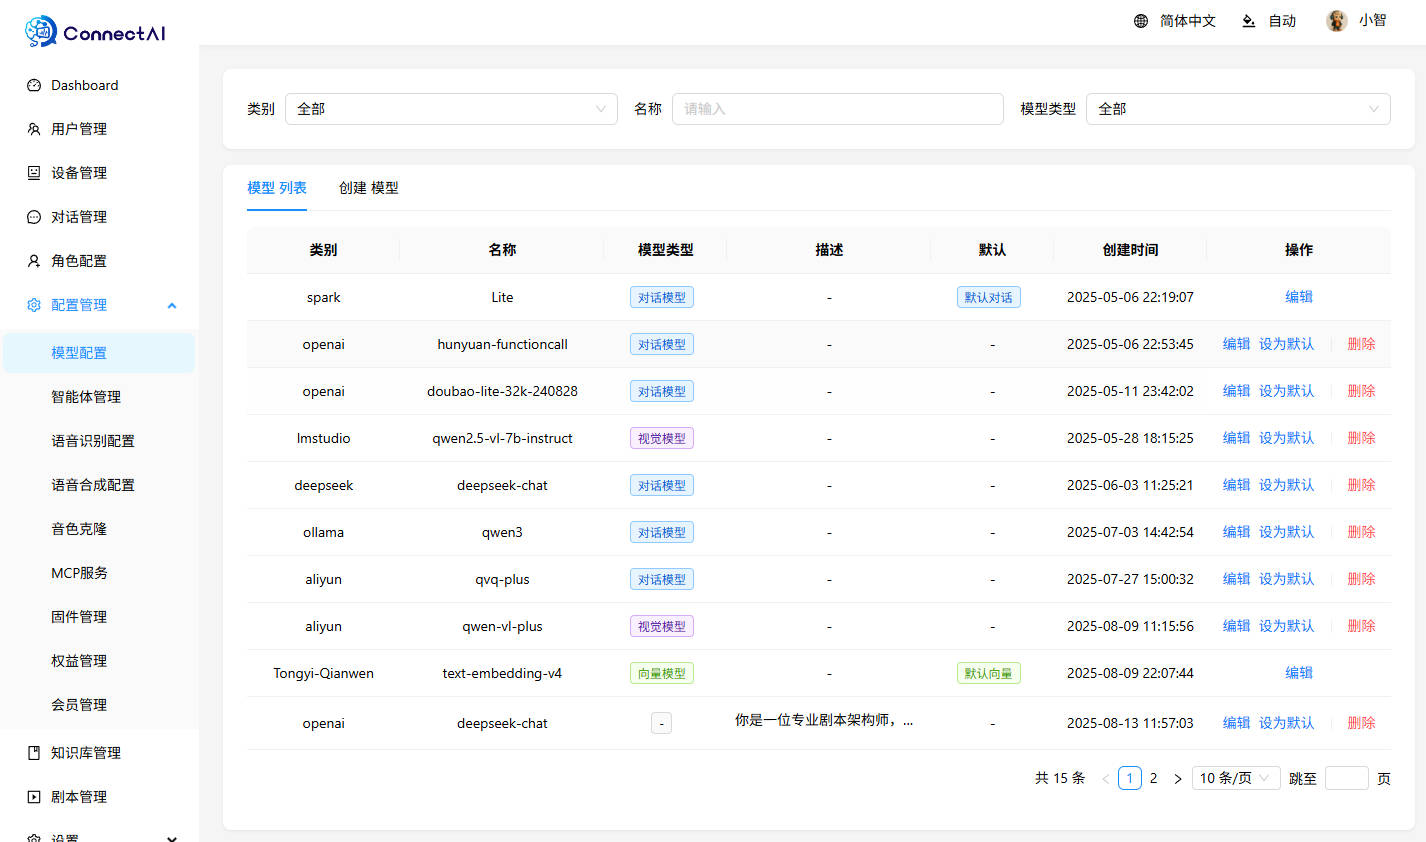 ConnectAI
简体中文
自动
小智
Dashboard
用户管理
设备管理
对话管理
角色配置
配置管理
模型配置
智能体管理
语音识别配置
语音合成配置
音色克隆
MCP服务
固件管理
权益管理
会员管理
知识库管理
剧本管理
设置
类别 全部 名称 请输入 模型类型 全部
模型 列表 创建 模型
类别 名称 模型类型 描述 默认 创建时间 操作
spark Lite 对话模型 - 默认对话 2025-05-06 22:19:07 编辑
openai hunyuan-functioncall 对话模型 - - 2025-05-06 22:53:45 编辑 设为默认 删除
openai doubao-lite-32k-240828 对话模型 - - 2025-05-11 23:42:02 编辑 设为默认 删除
lmstudio qwen2.5-vl-7b-instruct 视觉模型 - - 2025-05-28 18:15:25 编辑 设为默认 删除
deepseek deepseek-chat 对话模型 - - 2025-06-03 11:25:21 编辑 设为默认 删除
ollama qwen3 对话模型 - - 2025-07-03 14:42:54 编辑 设为默认 删除
aliyun qvq-plus 对话模型 - - 2025-07-27 15:00:32 编辑 设为默认 删除
aliyun qwen-vl-plus 视觉模型 - - 2025-08-09 11:15:56 编辑 设为默认 删除
Tongyi-Qianwen text-embedding-v4 向量模型 - 默认向量 2025-08-09 22:07:44 编辑
openai deepseek-chat - 你是一位专业剧本架构师，... - 2025-08-13 11:57:03 编辑 设为默认 删除
共 15 条 < 1 2 > 10 条/页 跳至 页